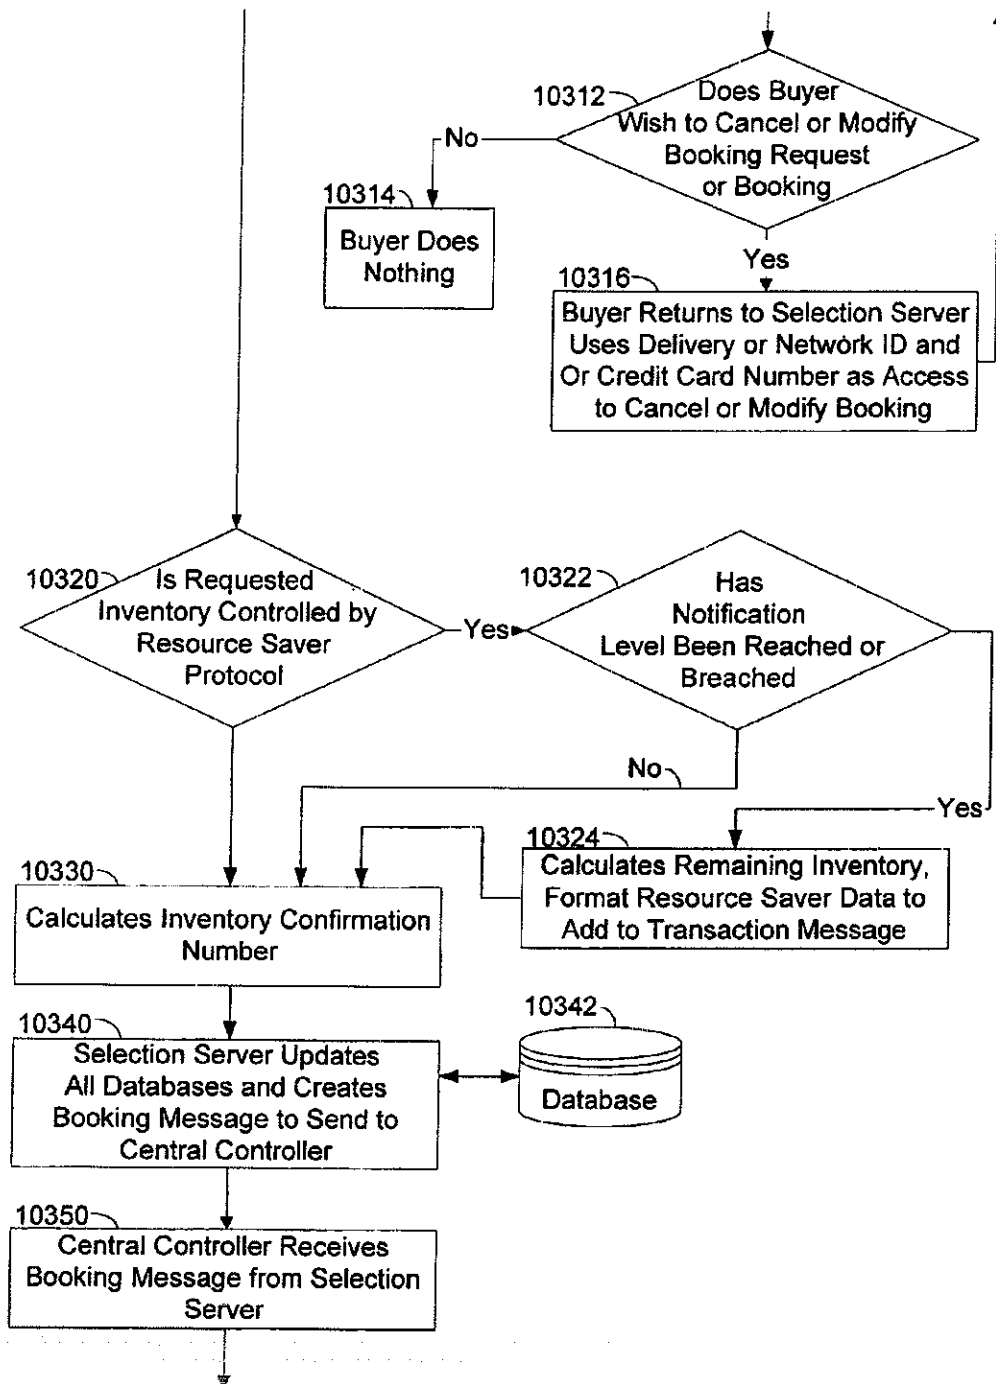 10312
Does Buyer
Wish to Cancel or Modify
Booking Request
or Booking
No
10314
Buyer Does
Nothing
Yes
10316
Buyer Returns to Selection Server
Uses Delivery or Network ID and
Or Credit Card Number as Access
to Cancel or Modify Booking
10320
Is Requested
Inventory Controlled by
Resource Saver
Protocol
Yes
10322
Has
Notification
Level Been Reached or
Breached
No
Yes
10324
Calculates Remaining Inventory,
Format Resource Saver Data to
Add to Transaction Message
10330
Calculates Inventory Confirmation
Number
10340
Selection Server Updates
All Databases and Creates
Booking Message to Send to
Central Controller
10342
Database
10350
Central Controller Receives
Booking Message from Selection
Server